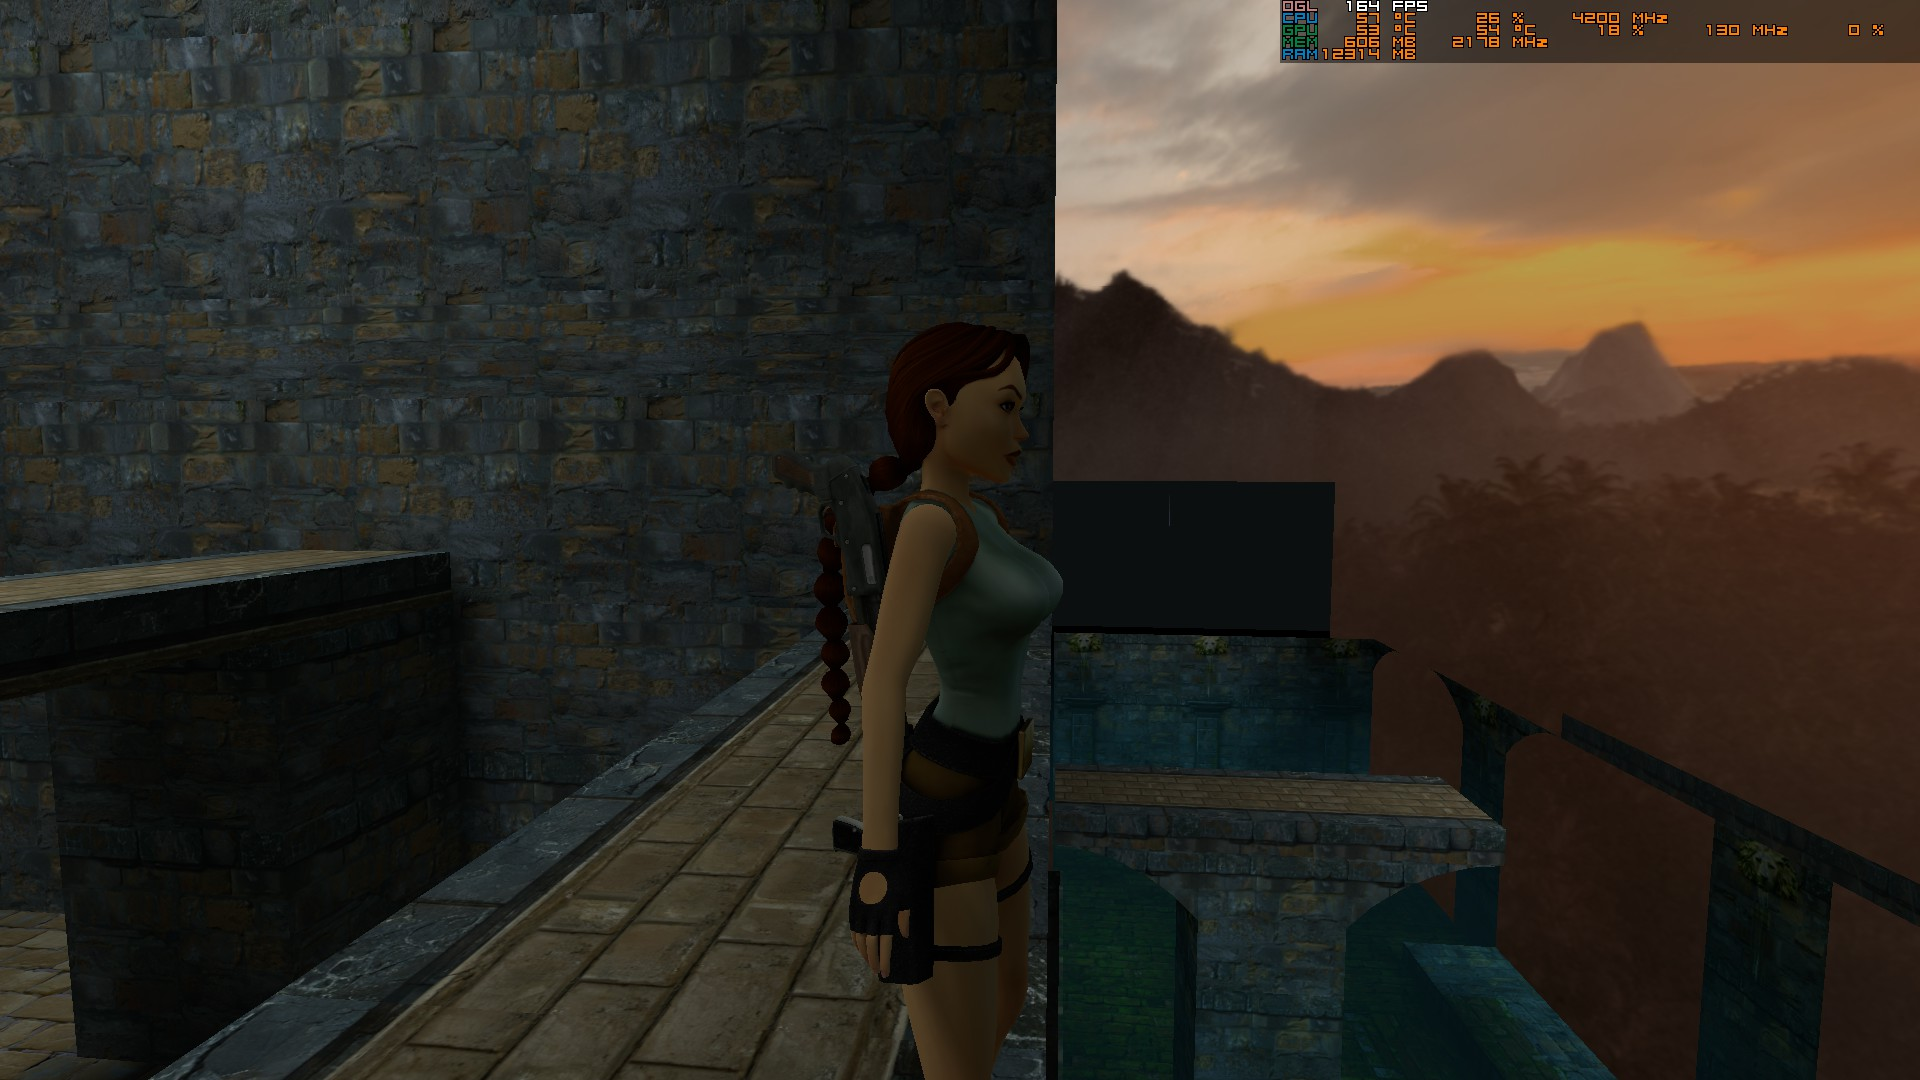 OGL 164 FPS
CPU 57 °C 26 % 4200 MHz
GPU 53 °C 54 °C 18 % 130 MHz 0 %
MEM 606 MB 2178 MHz
RAM 12314 MB